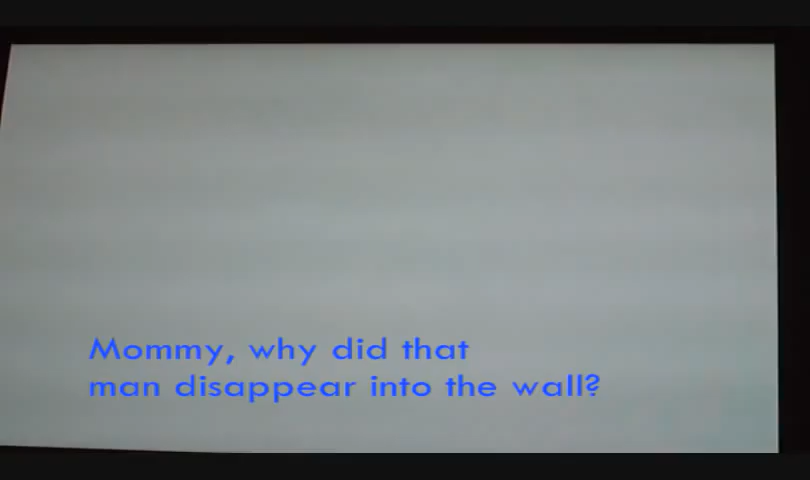 Mommy, why did that
man disappear into the wall?